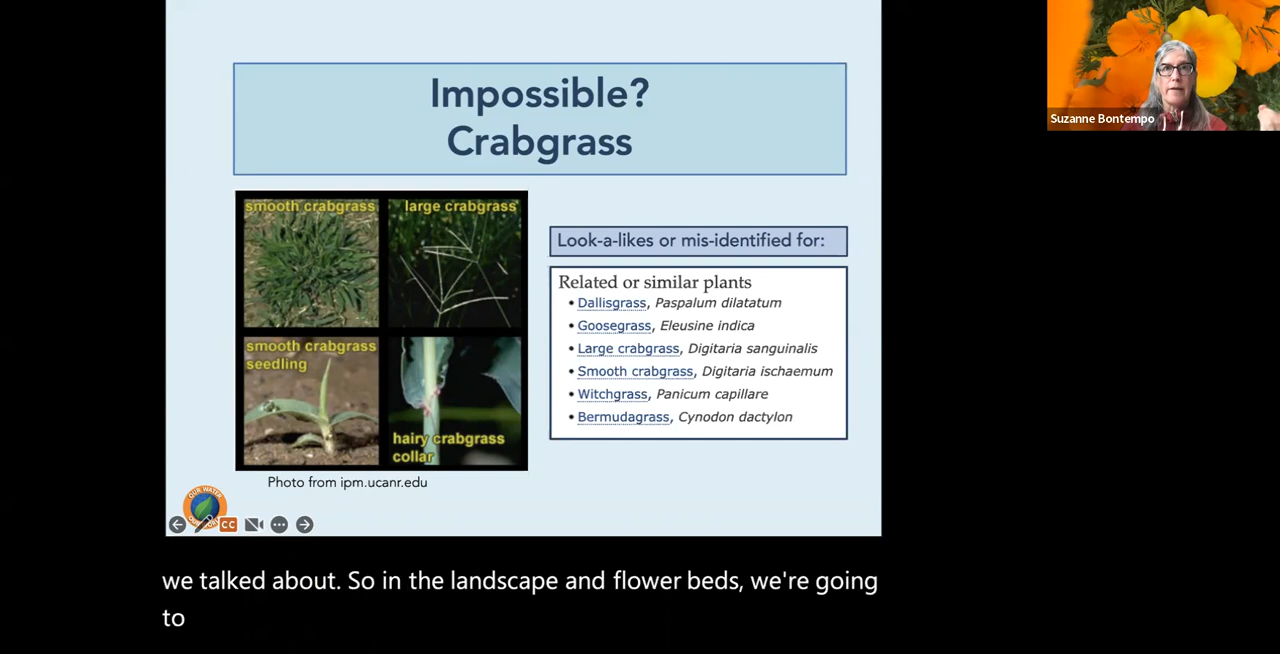 Impossible?
Crabgrass
Suzanne Bontempo
smooth crabgrass
large crabgrass
smooth crabgrass
seedling
hairy crabgrass
collar
Photo from ipm.ucanr.edu
Look-a-likes or mis-identified for:
Related or similar plants
• Dallisgrass, Paspalum dilatatum
• Goosegrass, Eleusine indica
• Large crabgrass, Digitaria sanguinalis
• Smooth crabgrass, Digitaria ischaemum
• Witchgrass, Panicum capillare
• Bermudagrass, Cynodon dactylon
OUR WATER
CC
we talked about. So in the landscape and flower beds, we're going
to